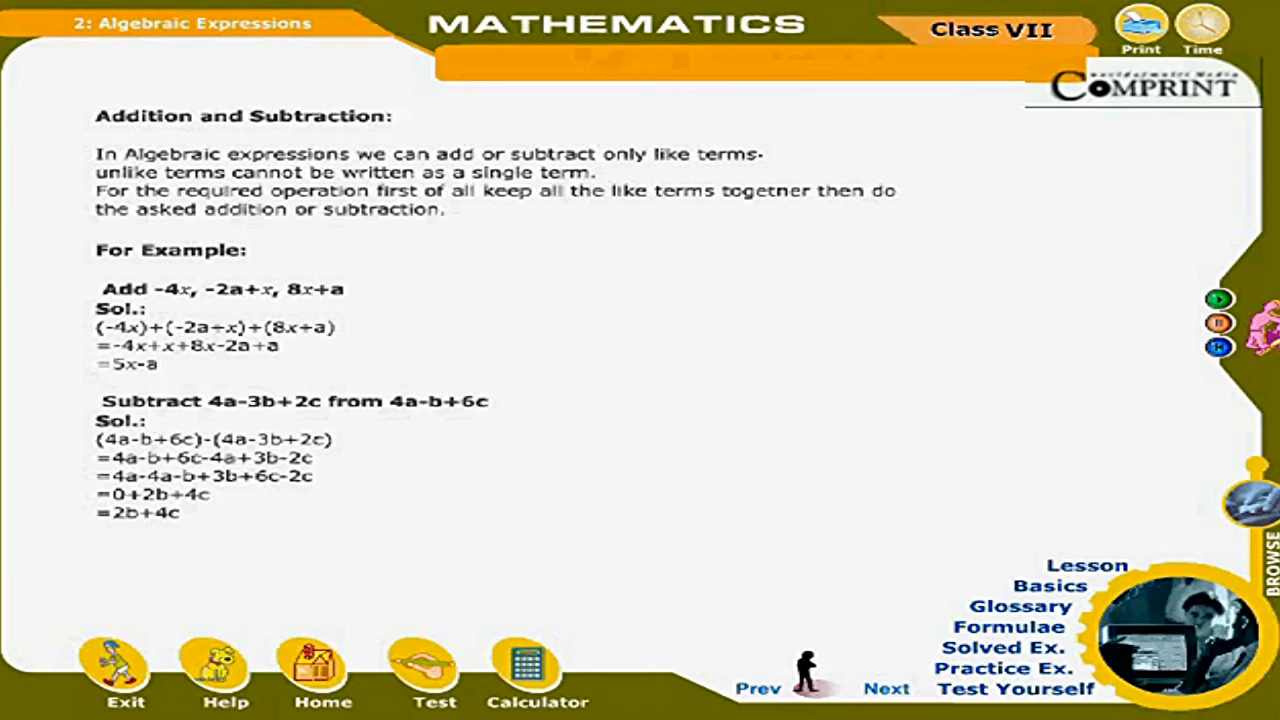 2: Algebraic Expressions
MATHEMATICS
Class VII
Print
Time
COMPRINT
Addition and Subtraction:
In Algebraic expressions we can add or subtract only like terms.
unlike terms cannot be written as a single term.
For the required operation first of all keep all the like terms together then do
the asked addition or subtraction.
For Example:
Add -4x, -2a+x, 8x+a
Sol.:
(-4x)+(-2a+x)+(8x+a)
=-4x+x+8x-2a+a
=5x-a
Subtract 4a-3b+2c from 4a-b+6c
Sol.:
(4a-b+6c)-(4a-3b+2c)
=4a-b+6c-4a+3b-2c
=4a-4a-b+3b+6c-2c
=0+2b+4c
=2b+4c
BROWSE
Lesson
Basics
Glossary
Formulae
Solved Ex.
Practice Ex.
Test Yourself
Prev
Next
Exit
Help
Home
Test
Calculator